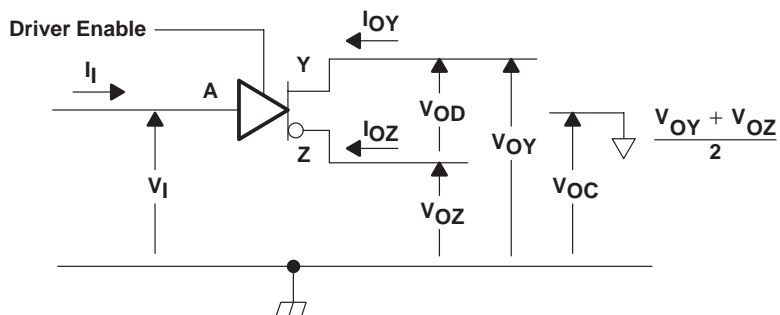 Driver Enable
IOY
II
A
Y
IOZ
Z
VOD
VOY
VOY + VOZ
2
VI
VOZ
VOC